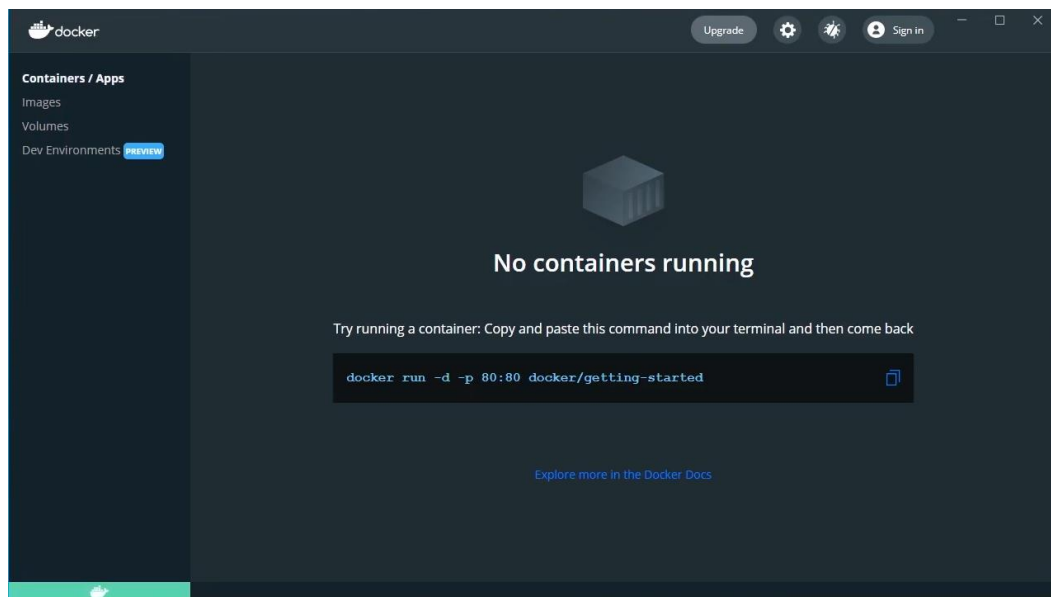 docker
Upgrade
Sign in
Containers / Apps
Images
Volumes
Dev Environments PREVIEW
No containers running
Try running a container: Copy and paste this command into your terminal and then come back
docker run -d -p 80:80 docker/getting-started
Explore more in the Docker Docs